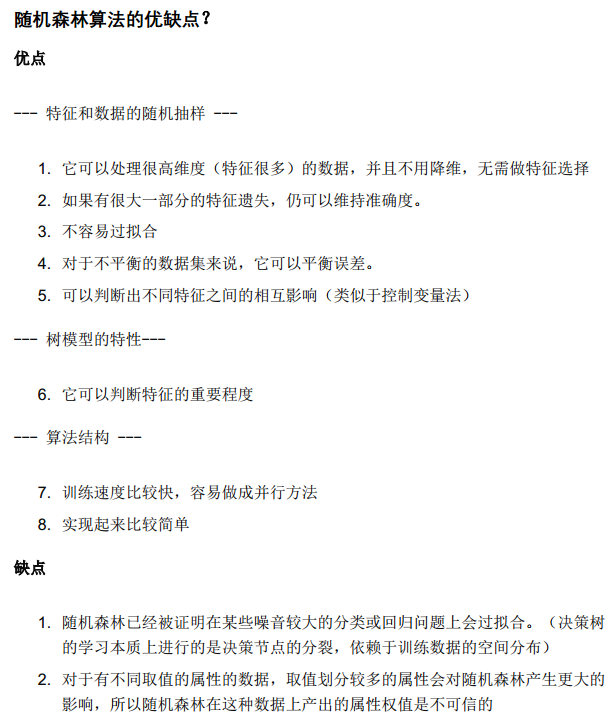 随机森林算法的优缺点？
优点
--- 特征和数据的随机抽样 ---
1. 它可以处理很高维度（特征很多）的数据，并且不用降维，无需做特征选择
2. 如果有很大一部分的特征遗失，仍可以维持准确度。
3. 不容易过拟合
4. 对于不平衡的数据集来说，它可以平衡误差。
5. 可以判断出不同特征之间的相互影响（类似于控制变量法）
--- 树模型的特性---
6. 它可以判断特征的重要程度
--- 算法结构 ---
7. 训练速度比较快，容易做成并行方法
8. 实现起来比较简单
缺点
1. 随机森林已经被证明在某些噪音较大的分类或回归问题上会过拟合。（决策树
的学习本质上进行的是决策节点的分裂，依赖于训练数据的空间分布）
2. 对于有不同取值的属性的数据，取值划分较多的属性会对随机森林产生更大的
影响，所以随机森林在这种数据上产出的属性权值是不可信的